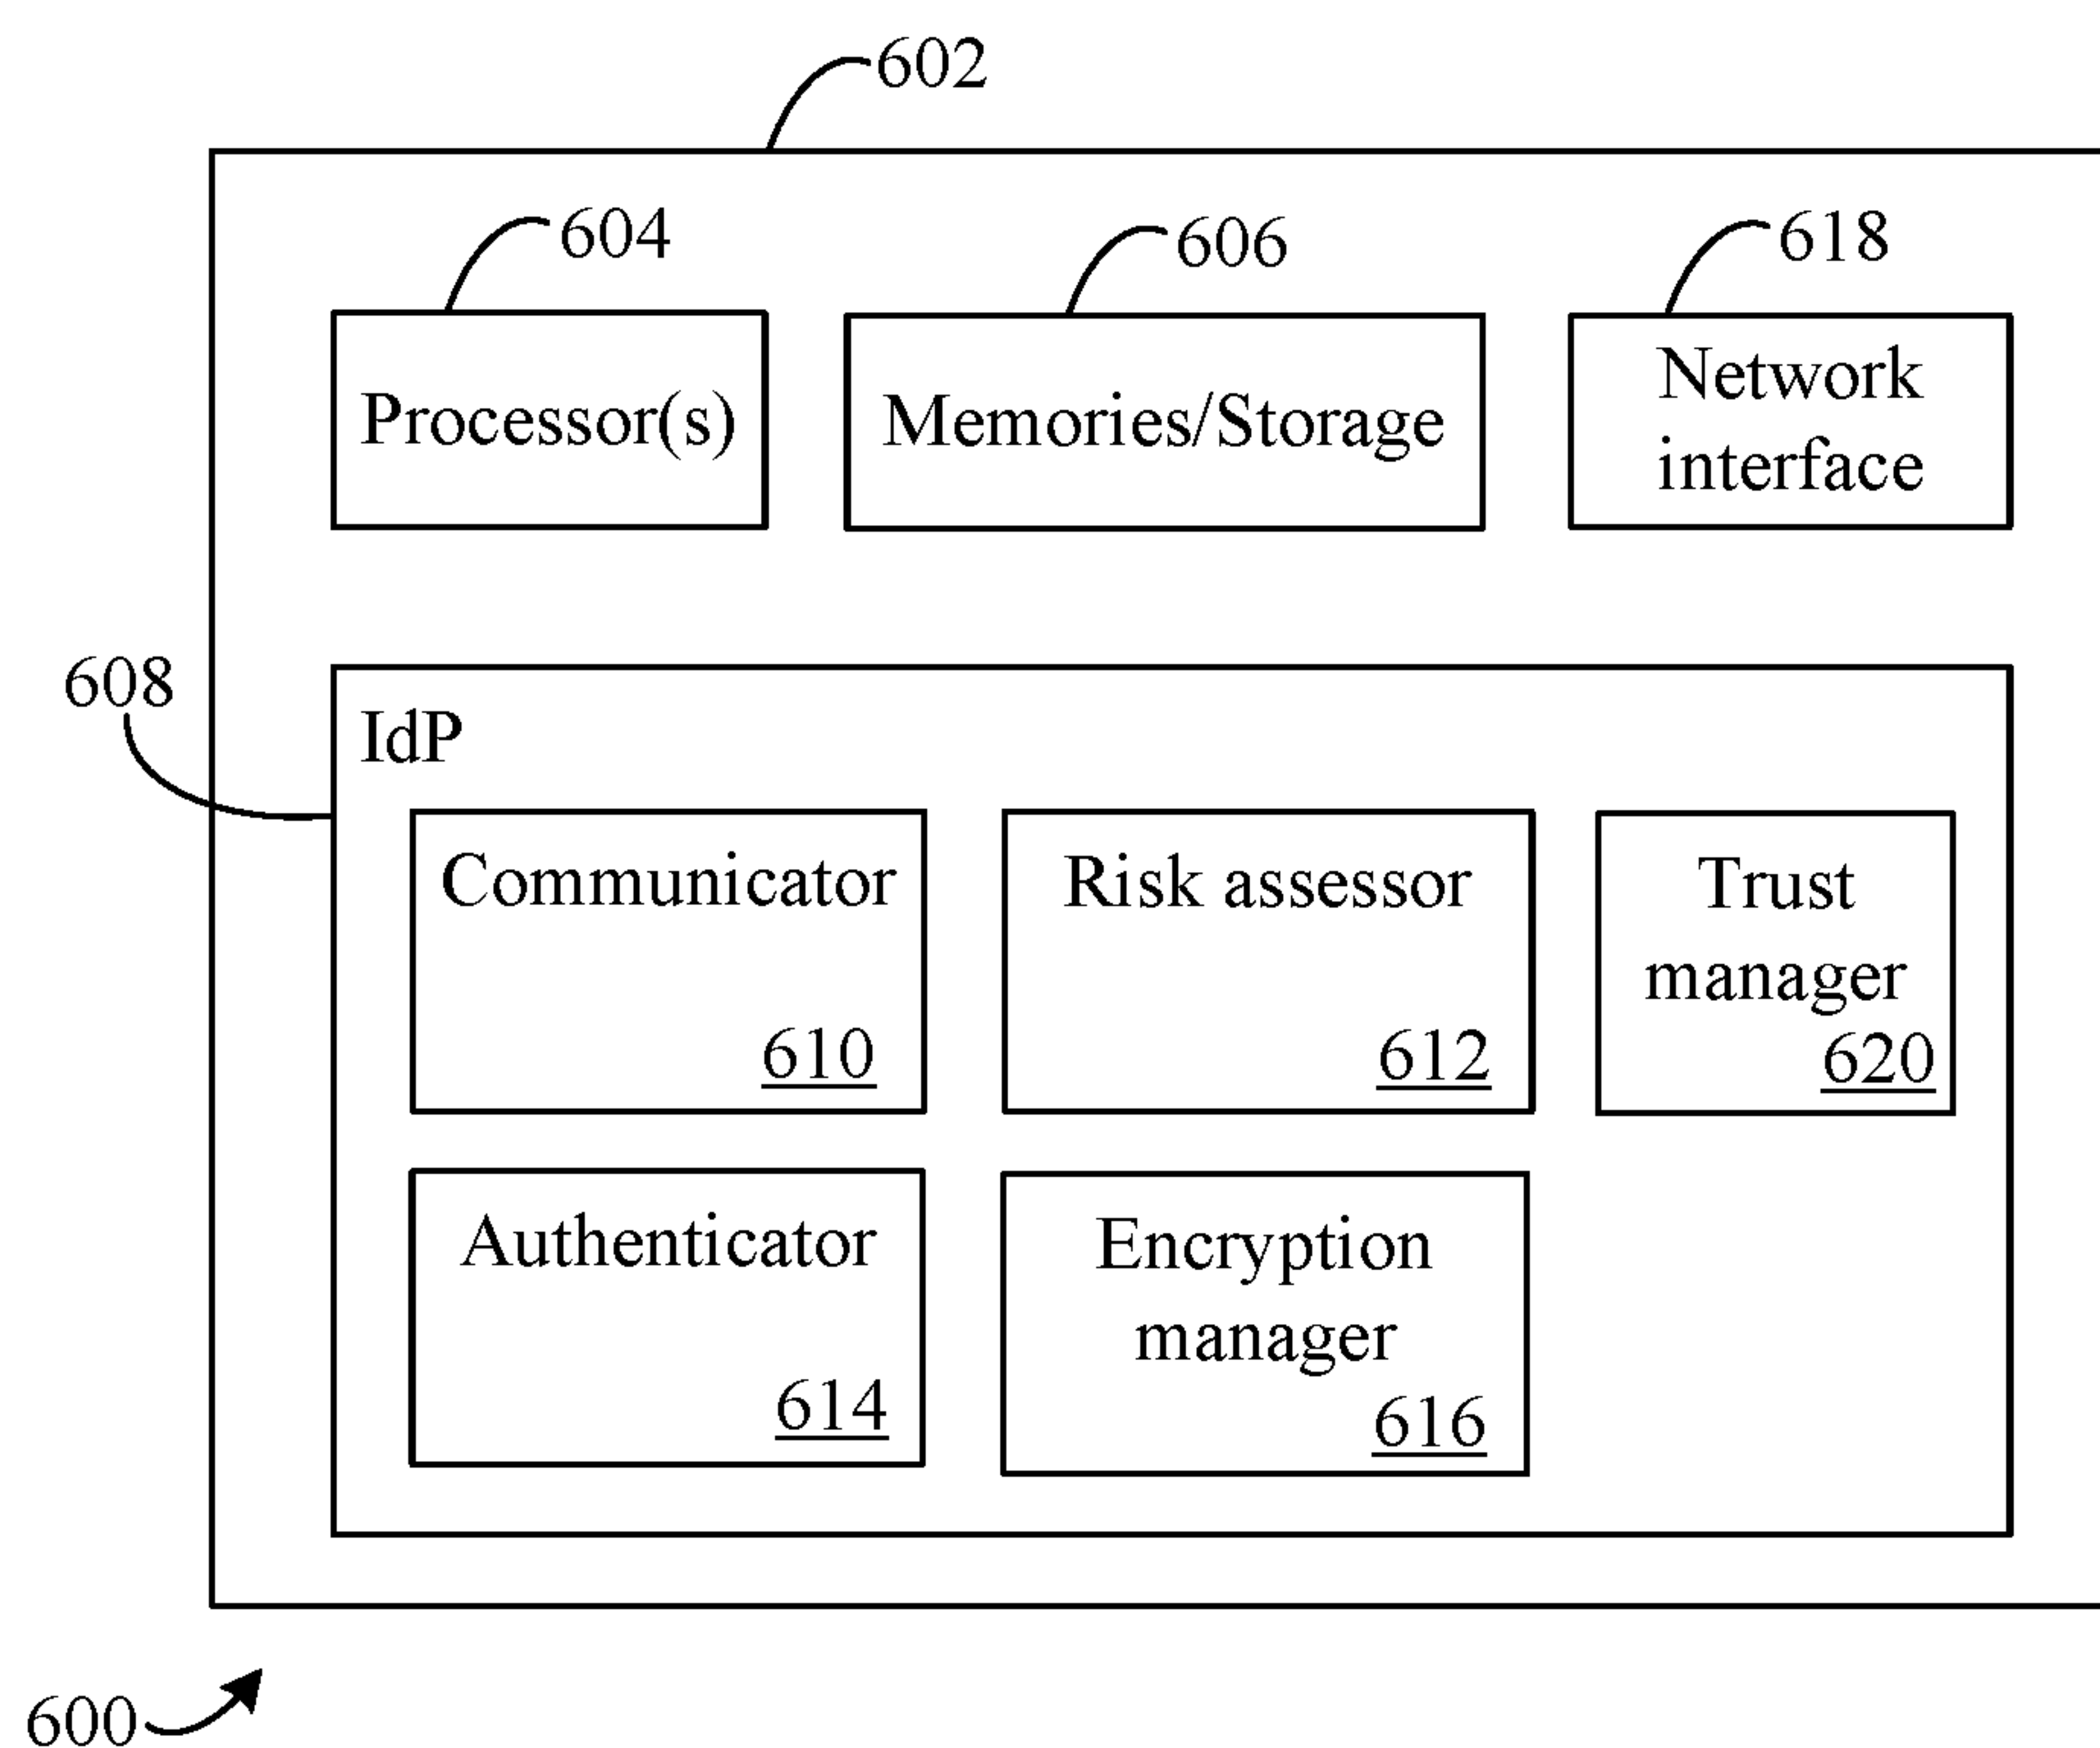 602
604
606
618
Processor(s)
Memories/Storage
Network
interface
608
IdP
Communicator
610
Risk assessor
612
Trust
manager
620
Authenticator
614
Encryption
manager
616
600